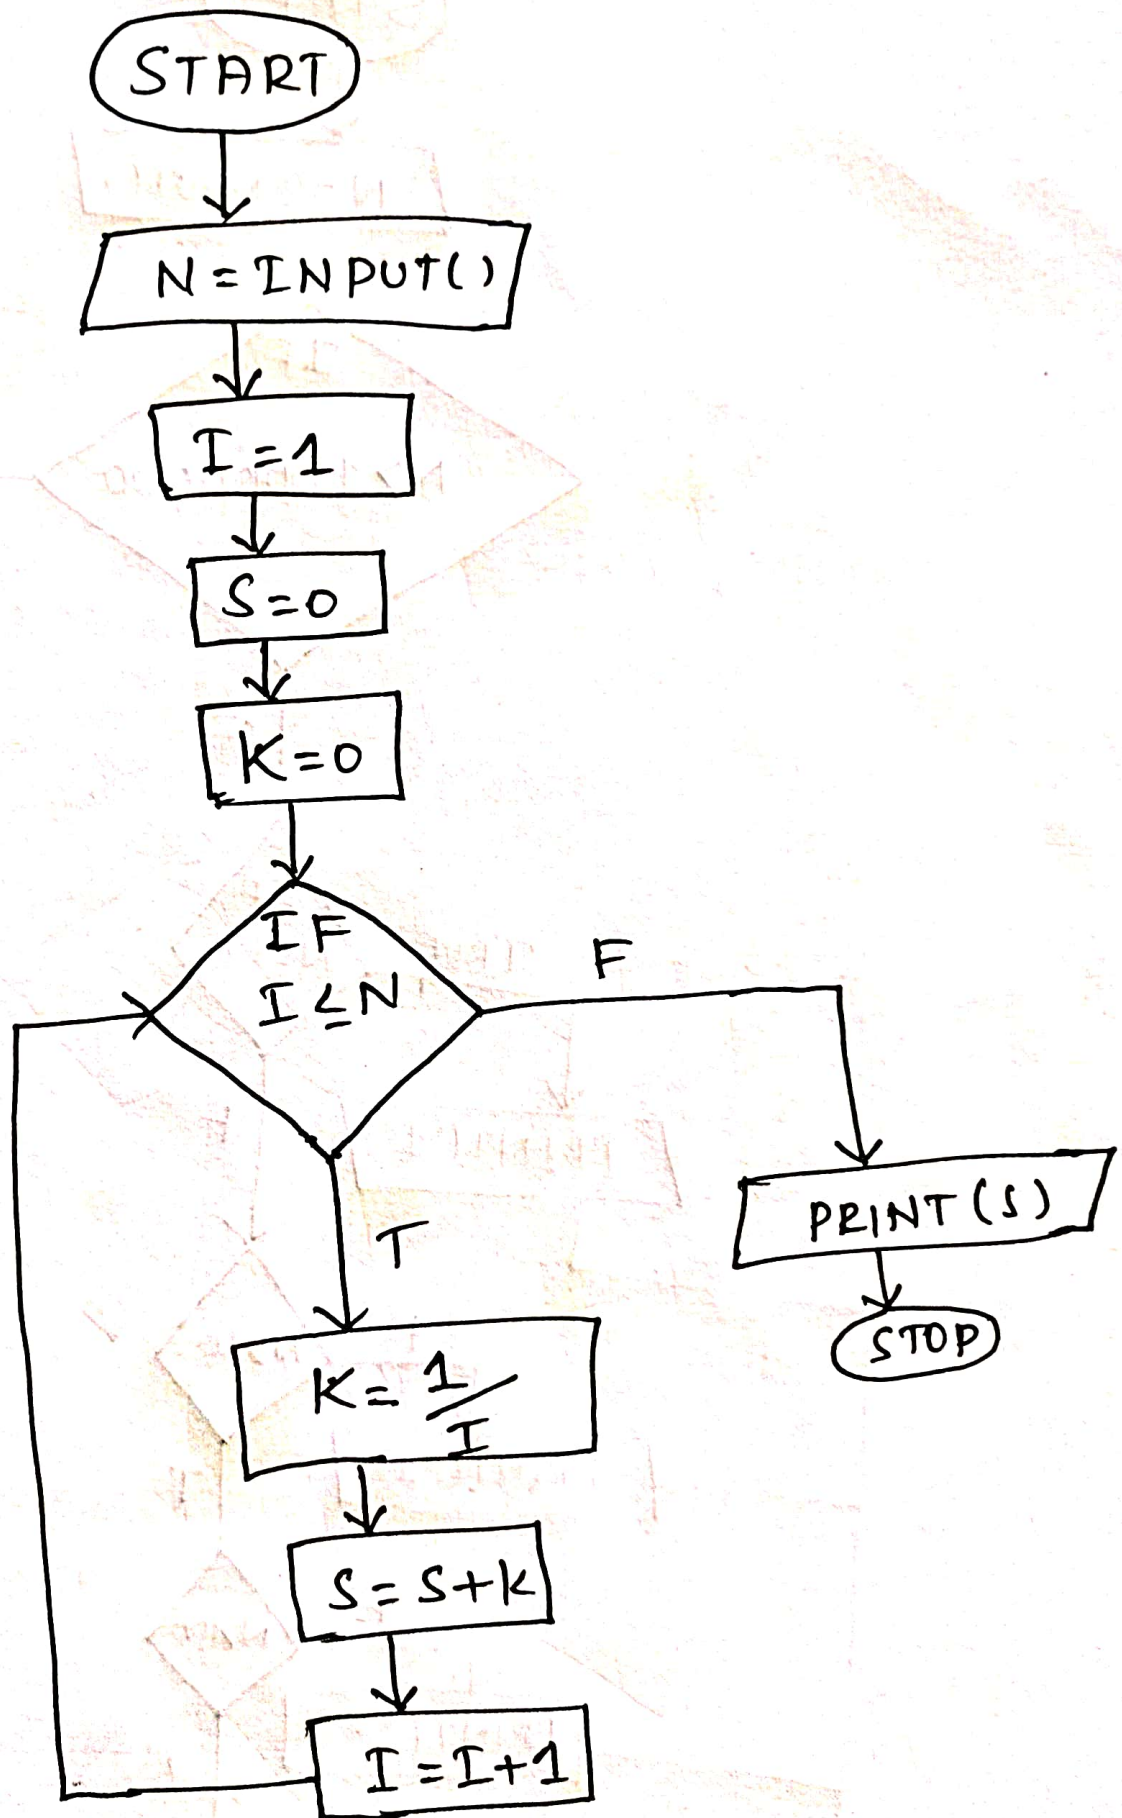 START
N = INPUT()
I = 1
S = 0
K = 0
IF
I ≤ N
F
T
PRINT (S)
STOP
K = 1/I
S = S + K
I = I + 1